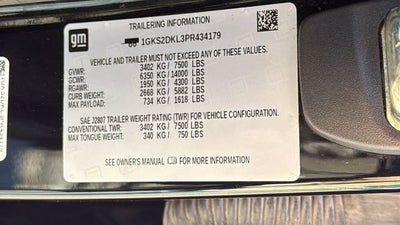 TRAILERING INFORMATION
gm
1GKS2DKL3PR434179
VEHICLE AND TRAILER MUST NOT EXCEED ANY OF THESE VALUES.
GVWR: 3402 KG / 7500 LBS
GCWR: 6350 KG / 14000 LBS
RGAWR: 1950 KG / 4300 LBS
CURB WEIGHT: 2668 KG / 5882 LBS
MAX PAYLOAD: 734 KG / 1618 LBS
SAE J2807 TRAILER WEIGHT RATING (TWR) FOR VEHICLE CONFIGURATION.
CONVENTIONAL TWR: 3402 KG / 7500 LBS
MAX TONGUE WEIGHT: 340 KG / 750 LBS
SEE OWNER'S MANUAL FOR MORE INFORMATION